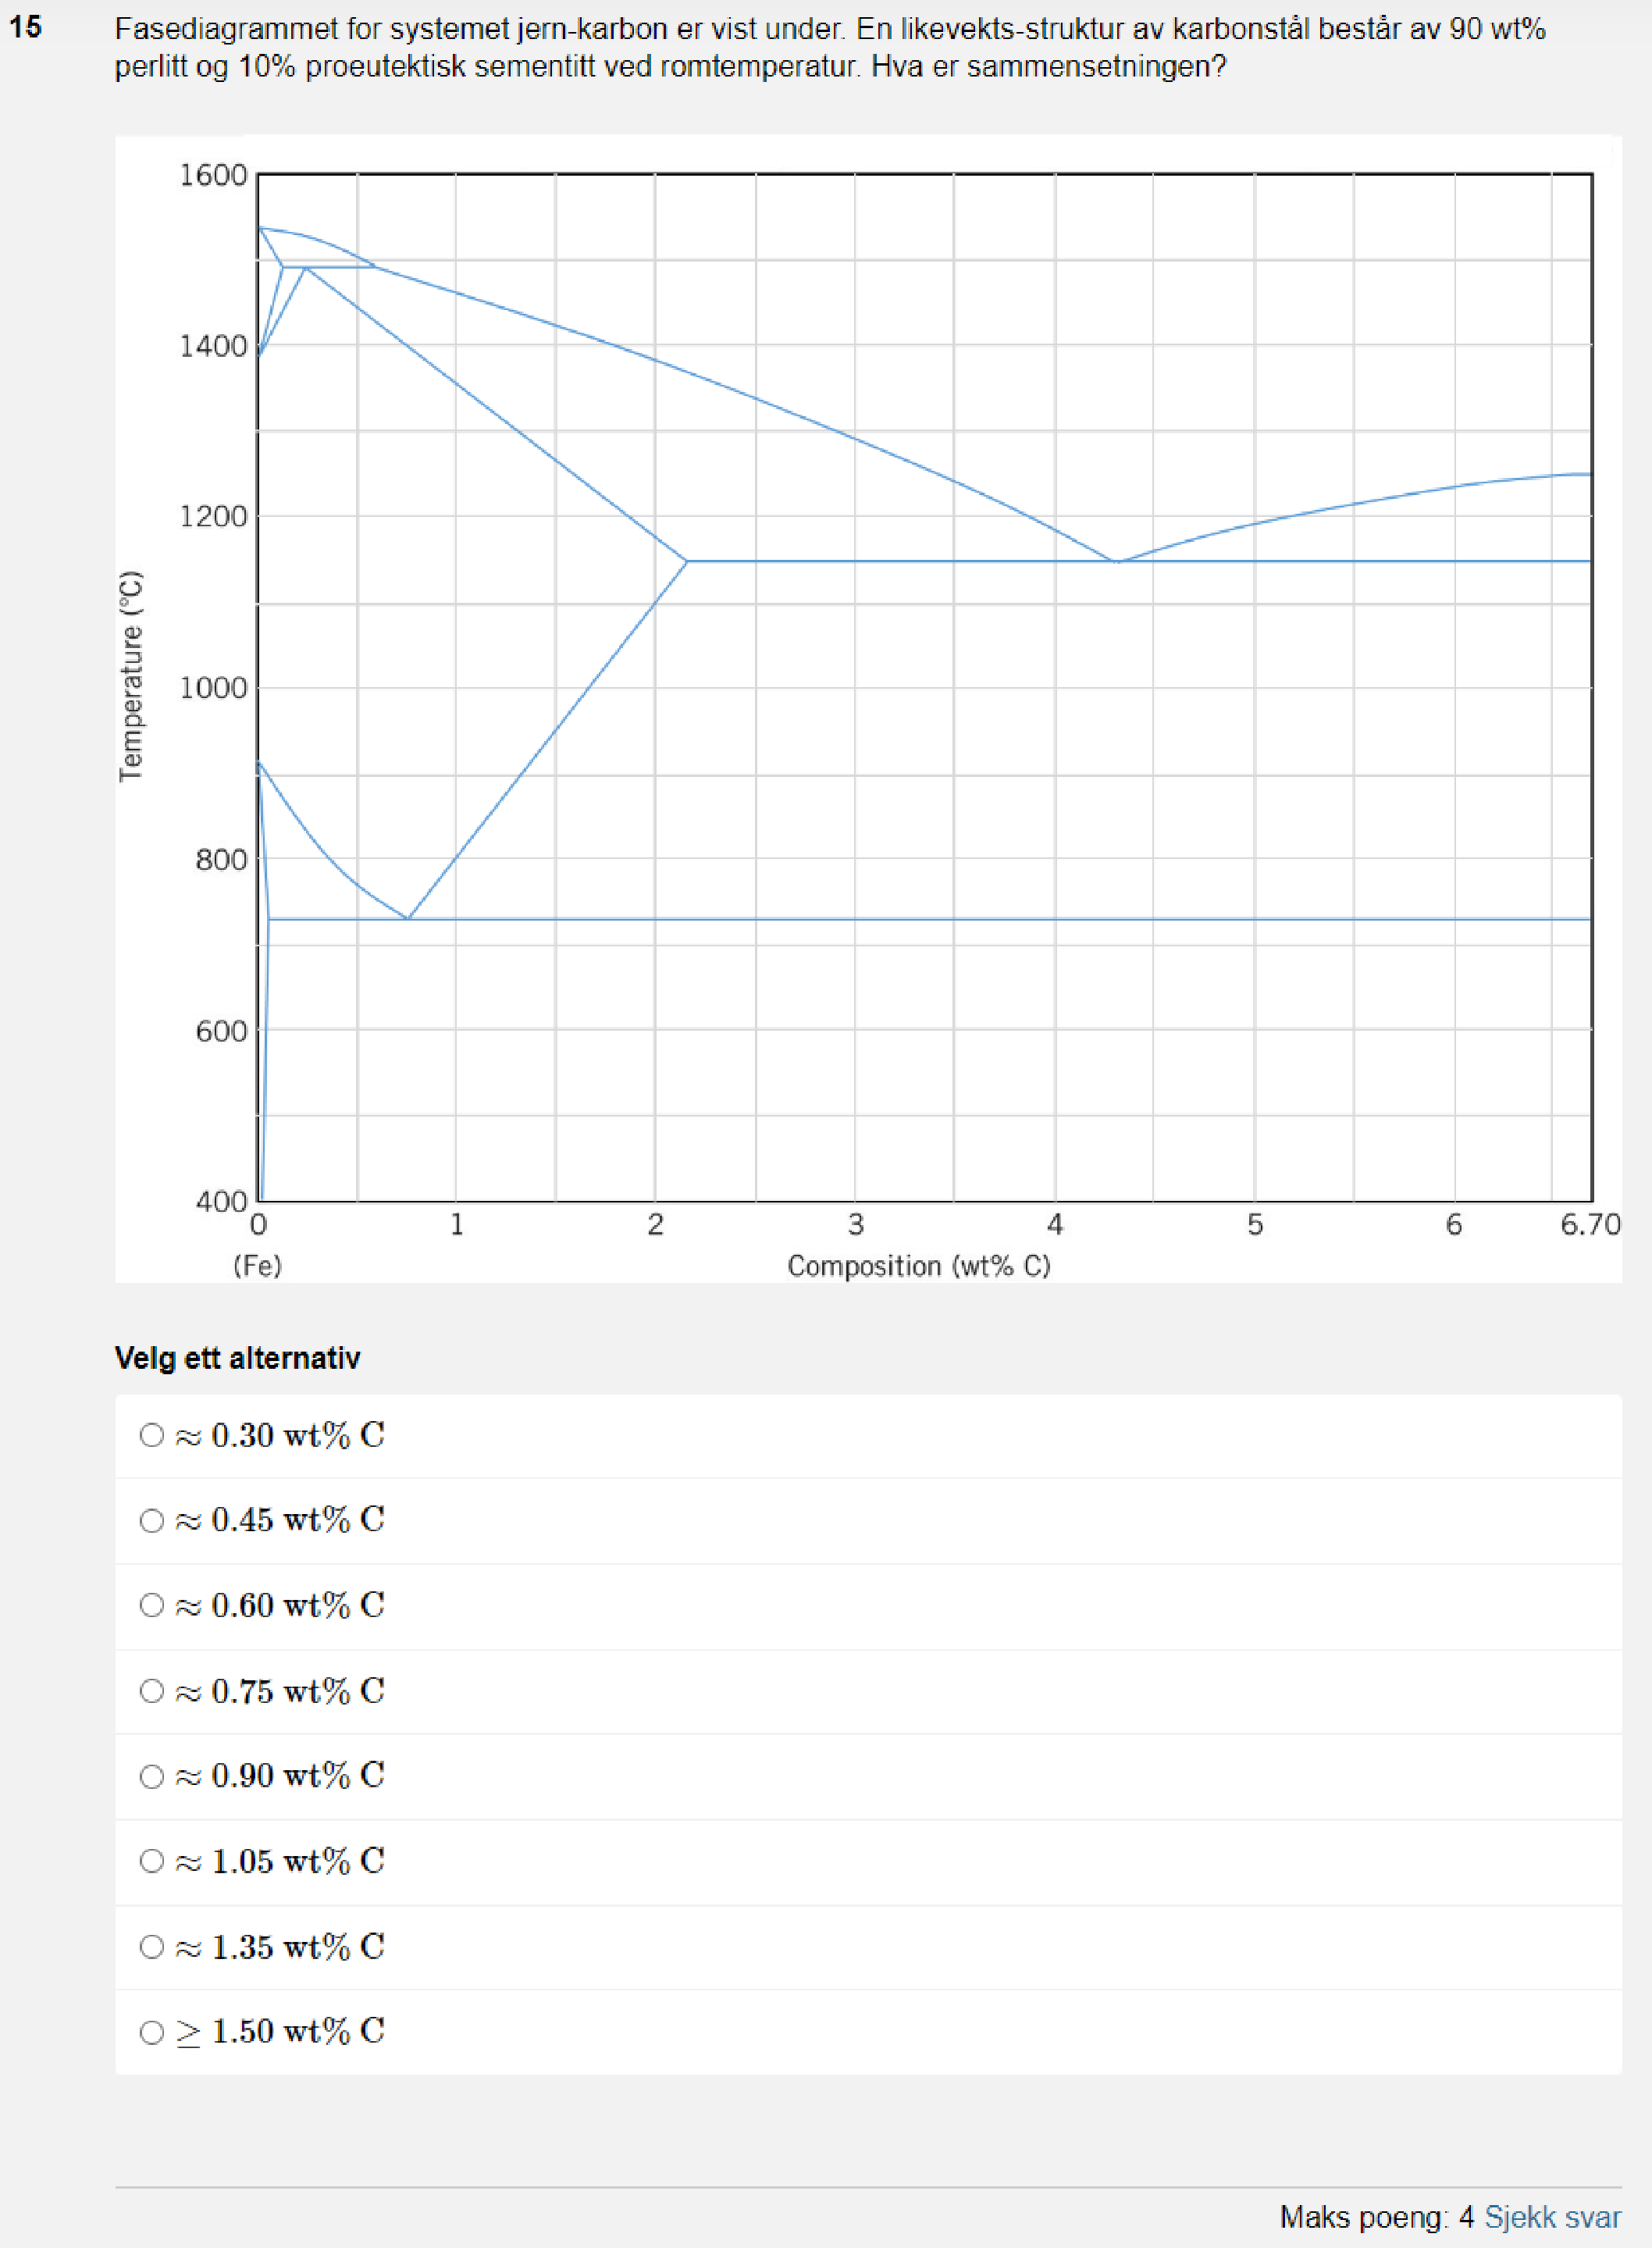 15
Fasediagrammet for systemet jern-karbon er vist under. En likevekts-struktur av karbonstål består av 90 wt%
perlitt og 10% proeutektisk sementitt ved romtemperatur. Hva er sammensetningen?
1600
1400
1200
1000
800
600
400
Temperature (°C)
0 1 2 3 4 5 6 6.70
(Fe)
Composition (wt% C)
Velg ett alternativ
≈ 0.30 wt% C
≈ 0.45 wt% C
≈ 0.60 wt% C
≈ 0.75 wt% C
≈ 0.90 wt% C
≈ 1.05 wt% C
≈ 1.35 wt% C
≥ 1.50 wt% C
Maks poeng: 4 Sjekk svar